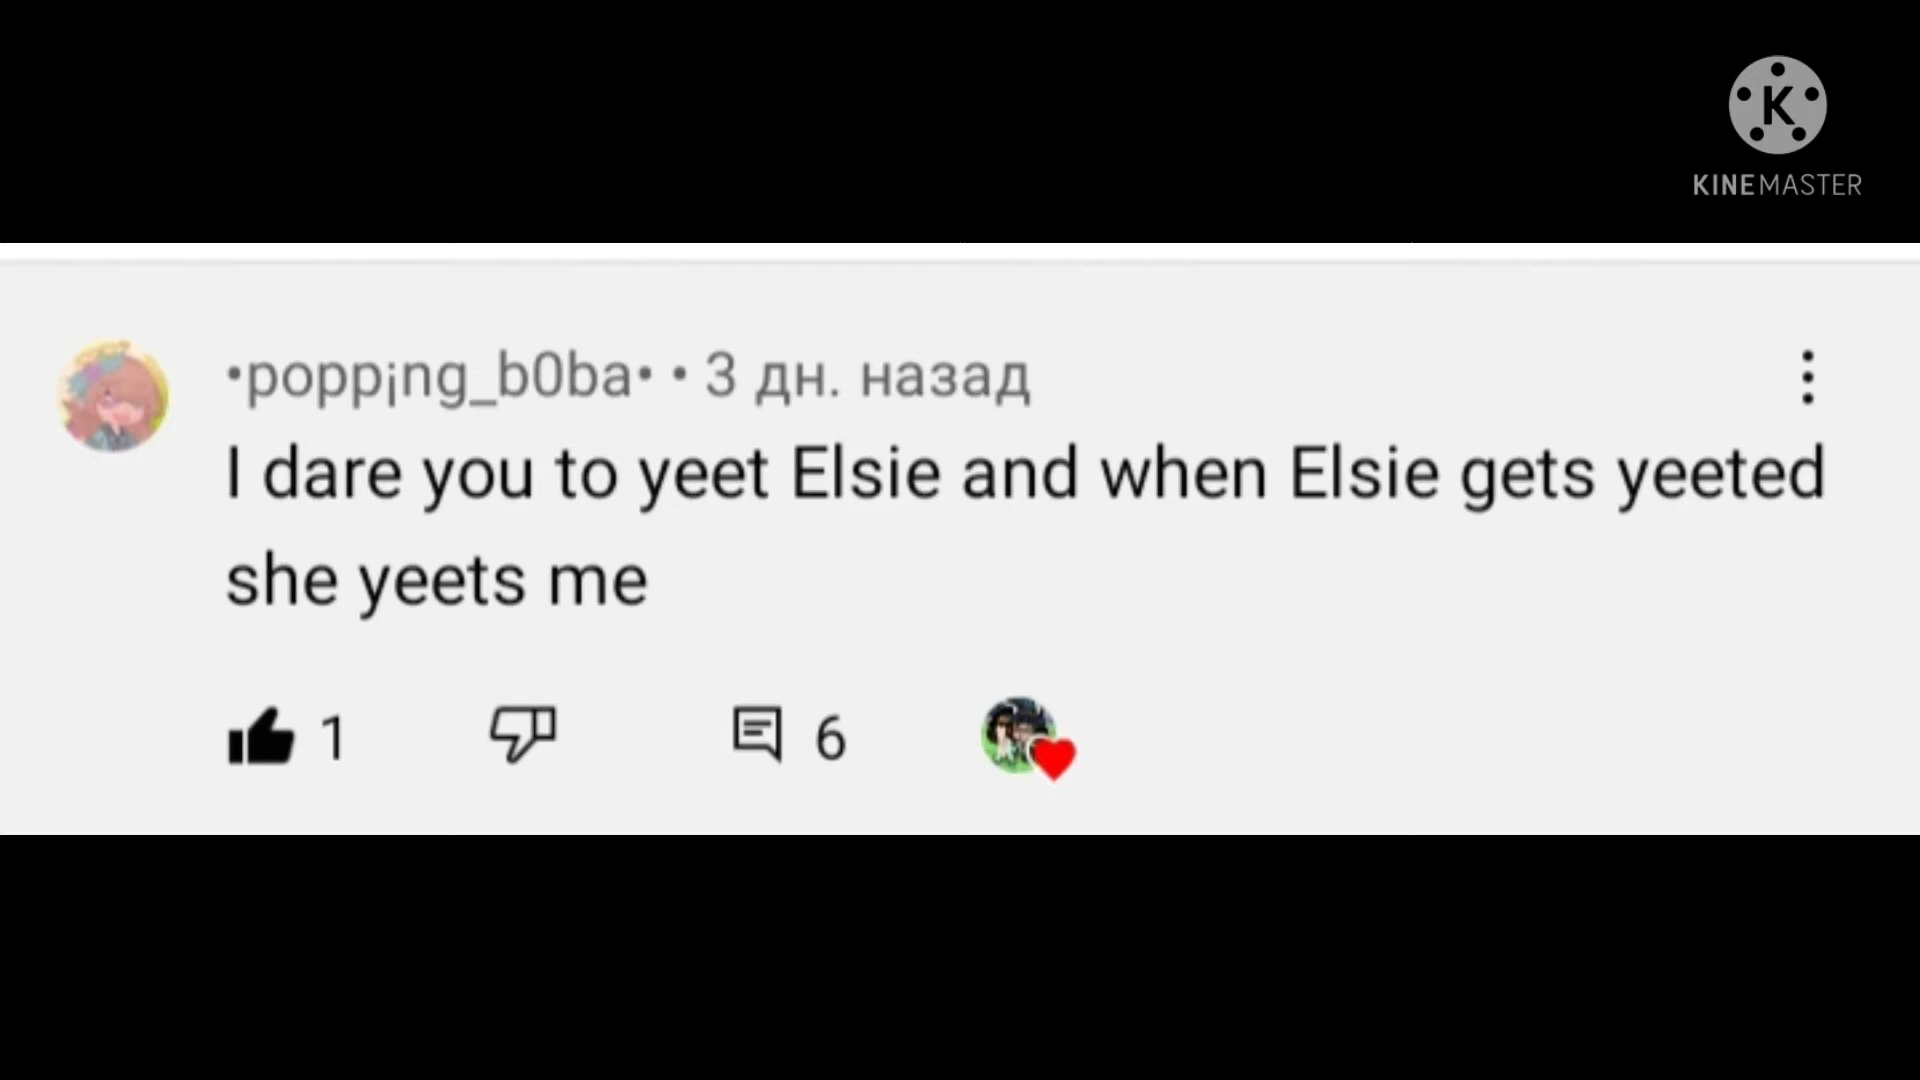 K
KINEMASTER
•popp¡ng_b0ba• • 3 дн. назад
I dare you to yeet Elsie and when Elsie gets yeeted
she yeets me
1
6